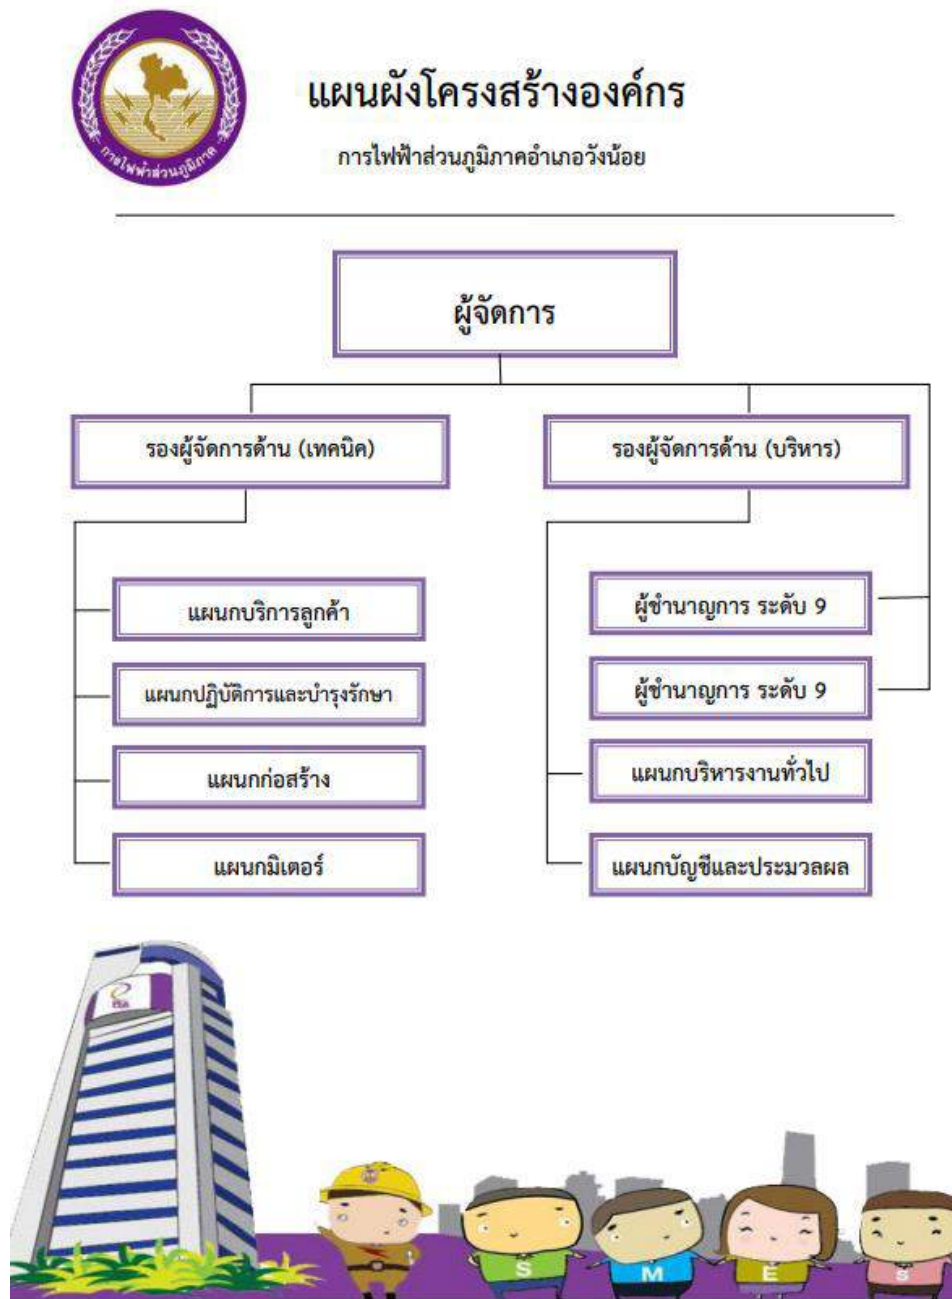 การไฟฟ้าส่วนภูมิภาค
แผนผังโครงสร้างองค์กร
การไฟฟ้าส่วนภูมิภาคอำเภอวังน้อย
ผู้จัดการ
รองผู้จัดการด้าน (เทคนิค)
รองผู้จัดการด้าน (บริหาร)
แผนกบริการลูกค้า
แผนกปฏิบัติการและบำรุงรักษา
แผนกก่อสร้าง
แผนกมิเตอร์
ผู้ชำนาญการ ระดับ 9
ผู้ชำนาญการ ระดับ 9
แผนกบริหารงานทั่วไป
แผนกบัญชีและประมวลผล
PEA
S M E S